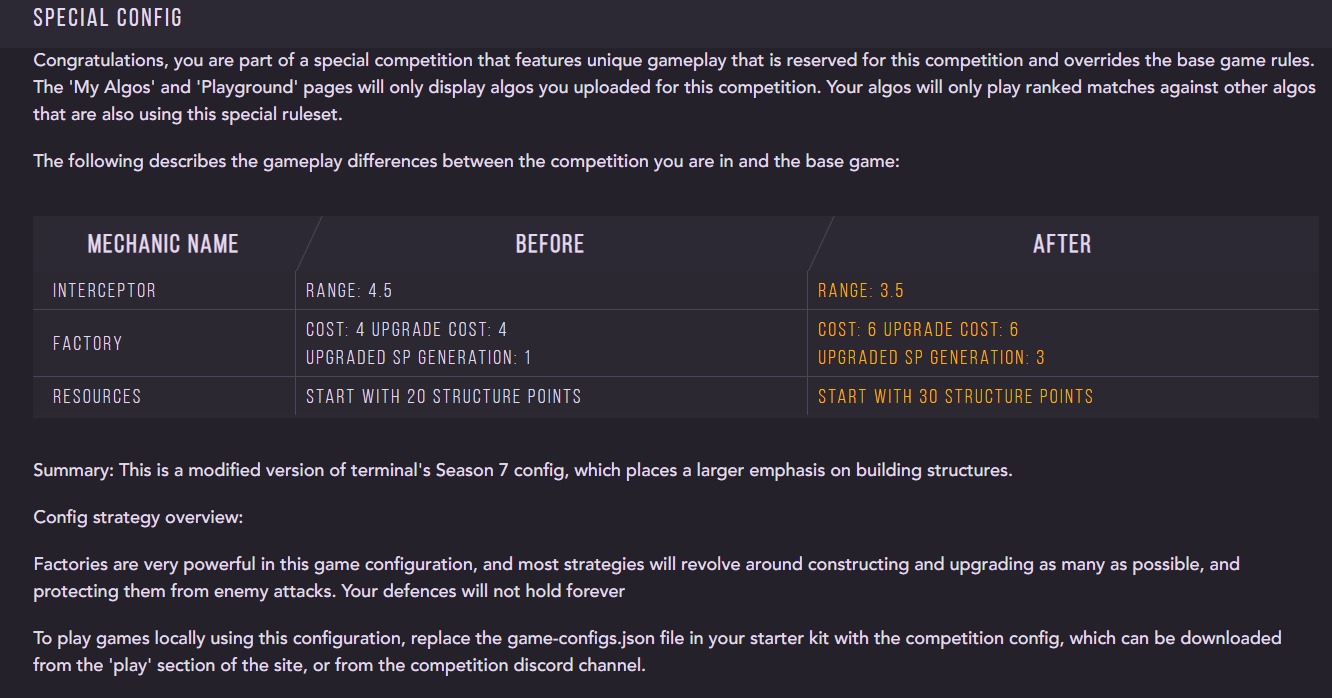 SPECIAL CONFIG
Congratulations, you are part of a special competition that features unique gameplay that is reserved for this competition and overrides the base game rules.
The 'My Algos' and 'Playground' pages will only display algos you uploaded for this competition. Your algos will only play ranked matches against other algos
that are also using this special ruleset.
The following describes the gameplay differences between the competition you are in and the base game:
MECHANIC NAME BEFORE AFTER
INTERCEPTOR RANGE: 4.5 RANGE: 3.5
FACTORY COST: 4 UPGRADE COST: 4 COST: 6 UPGRADE COST: 6
UPGRADED SP GENERATION: 1 UPGRADED SP GENERATION: 3
RESOURCES START WITH 20 STRUCTURE POINTS START WITH 30 STRUCTURE POINTS
Summary: This is a modified version of terminal's Season 7 config, which places a larger emphasis on building structures.
Config strategy overview:
Factories are very powerful in this game configuration, and most strategies will revolve around constructing and upgrading as many as possible, and
protecting them from enemy attacks. Your defences will not hold forever
To play games locally using this configuration, replace the game-configs.json file in your starter kit with the competition config, which can be downloaded
from the 'play' section of the site, or from the competition discord channel.